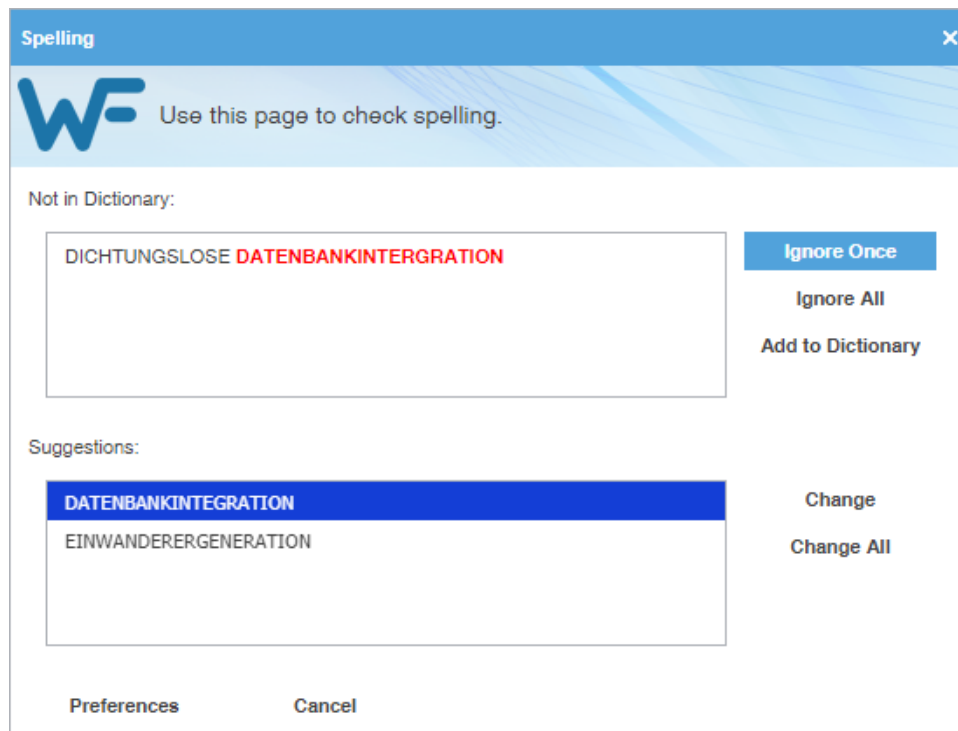 Spelling
WF Use this page to check spelling.
Not in Dictionary:
DICHTUNGSLOSE DATENBANKINTERGRATION
Ignore Once
Ignore All
Add to Dictionary
Suggestions:
DATENBANKINTEGRATION
EINWANDERERGENERATION
Change
Change All
Preferences Cancel